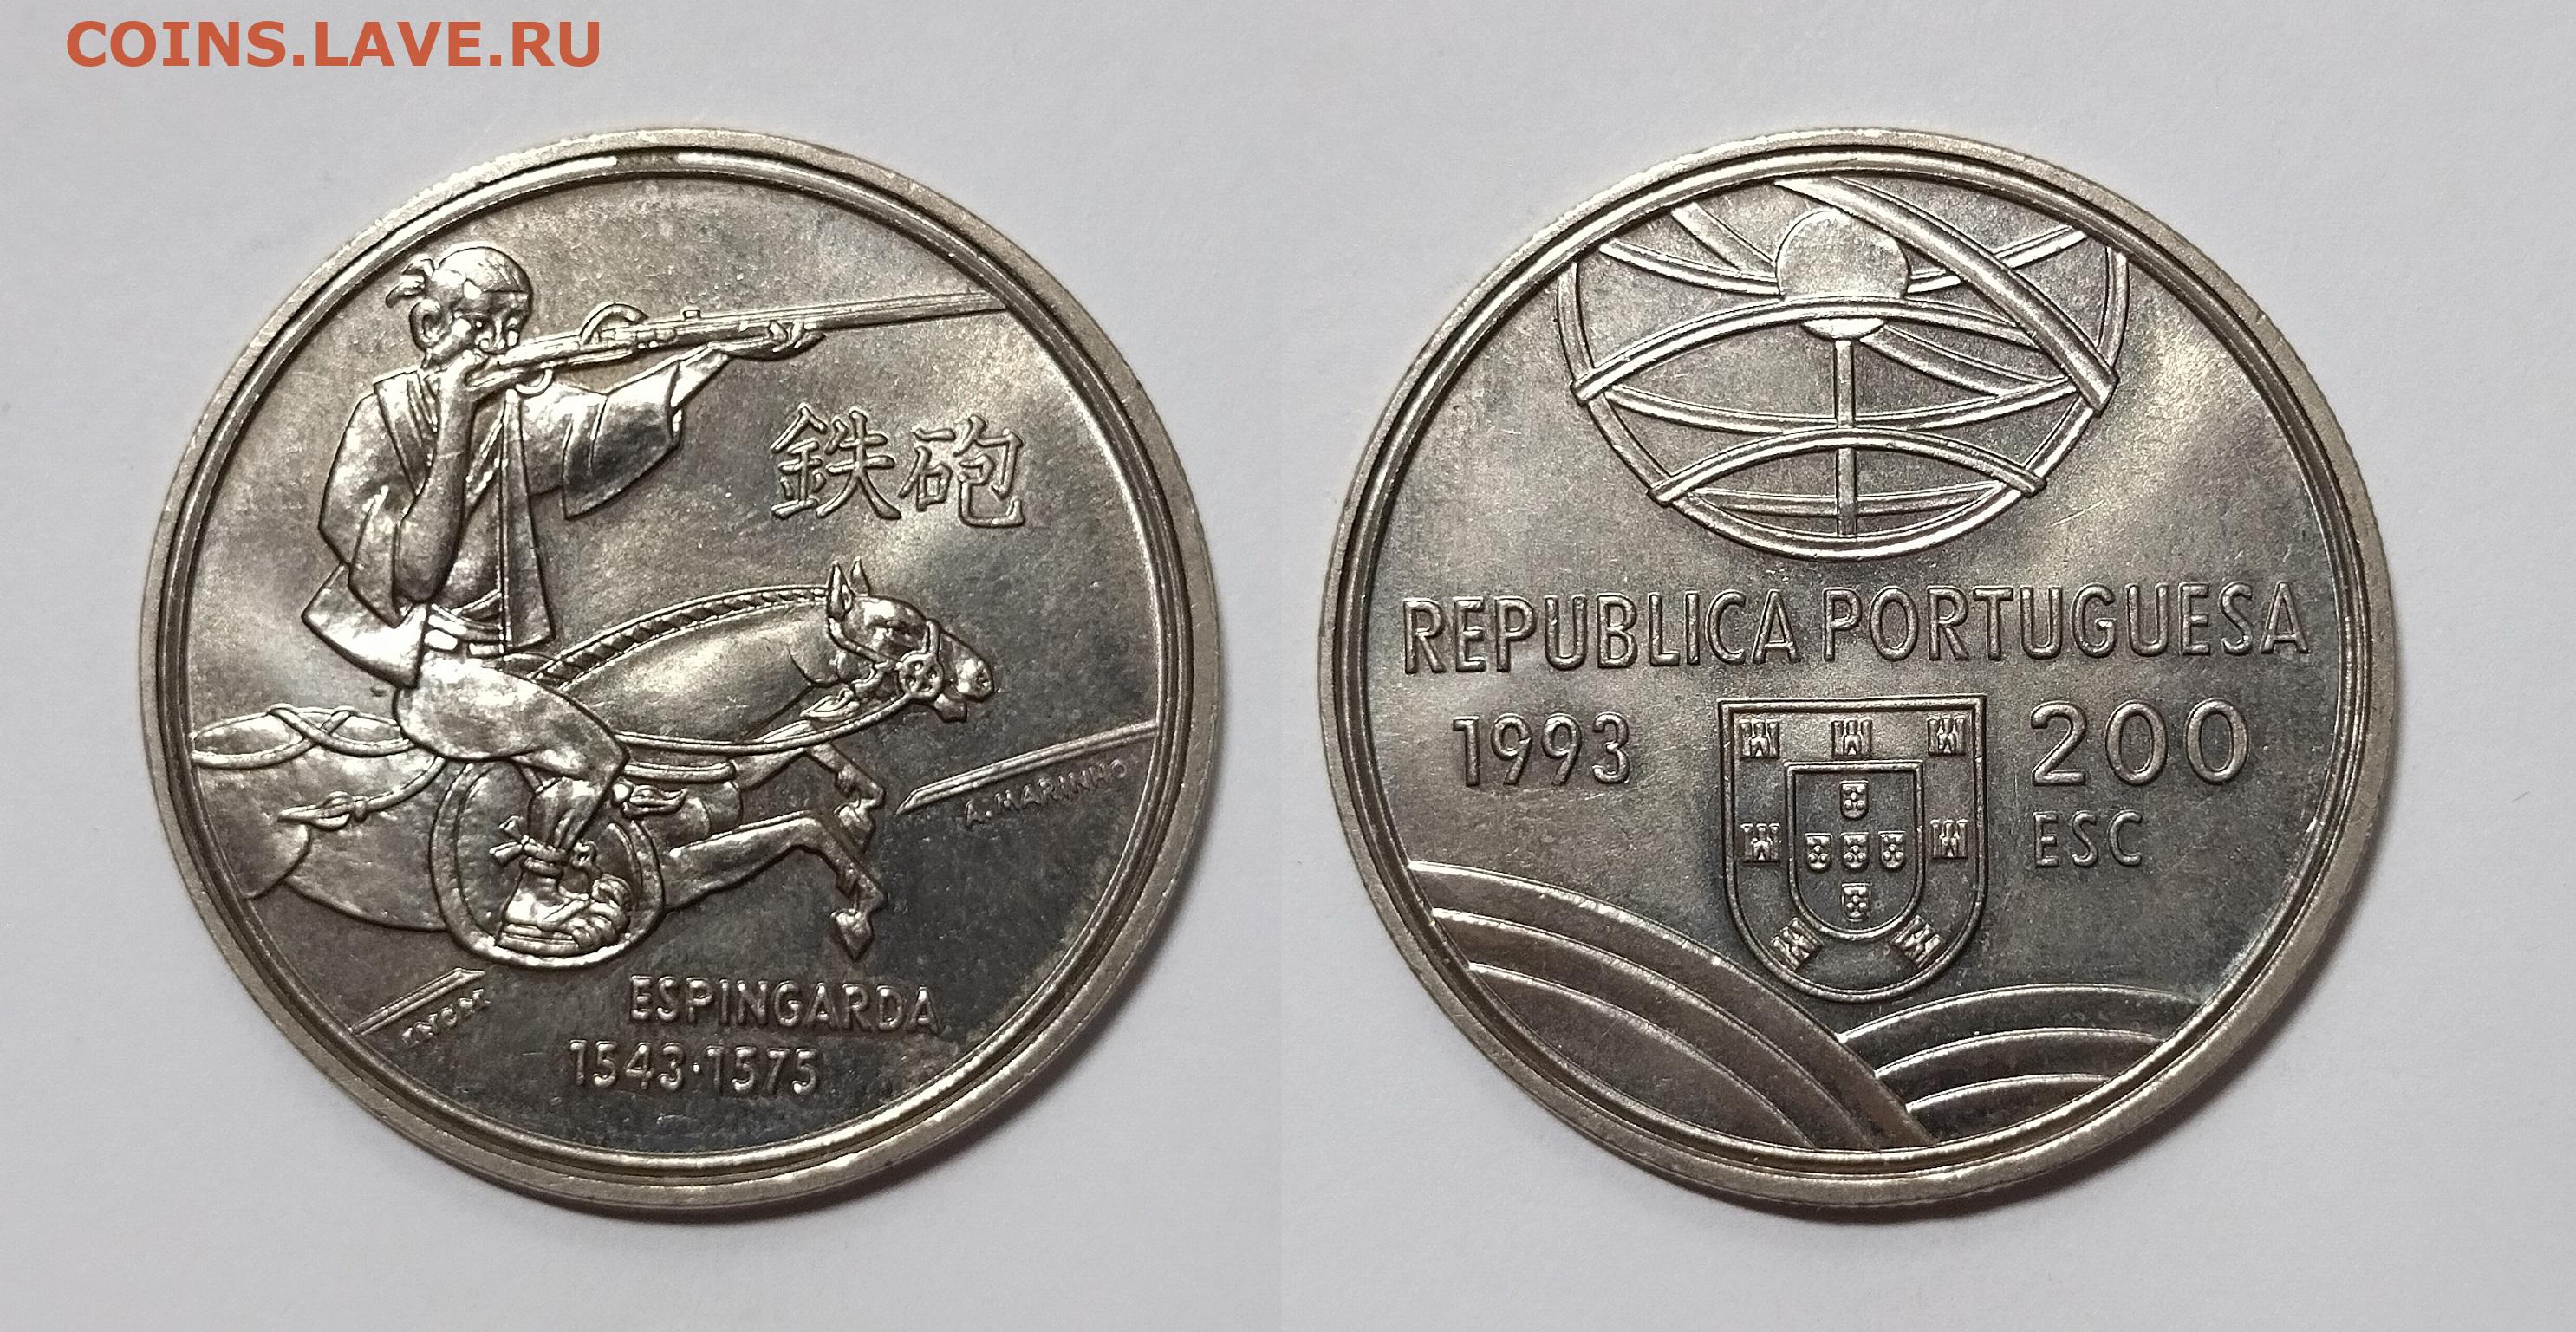 COINS.LAVE.RU
鉄砲
A. MARINHO
INCM
ESPINGARDA
1543·1575
REPUBLICA PORTUGUESA
1993 200
ESC